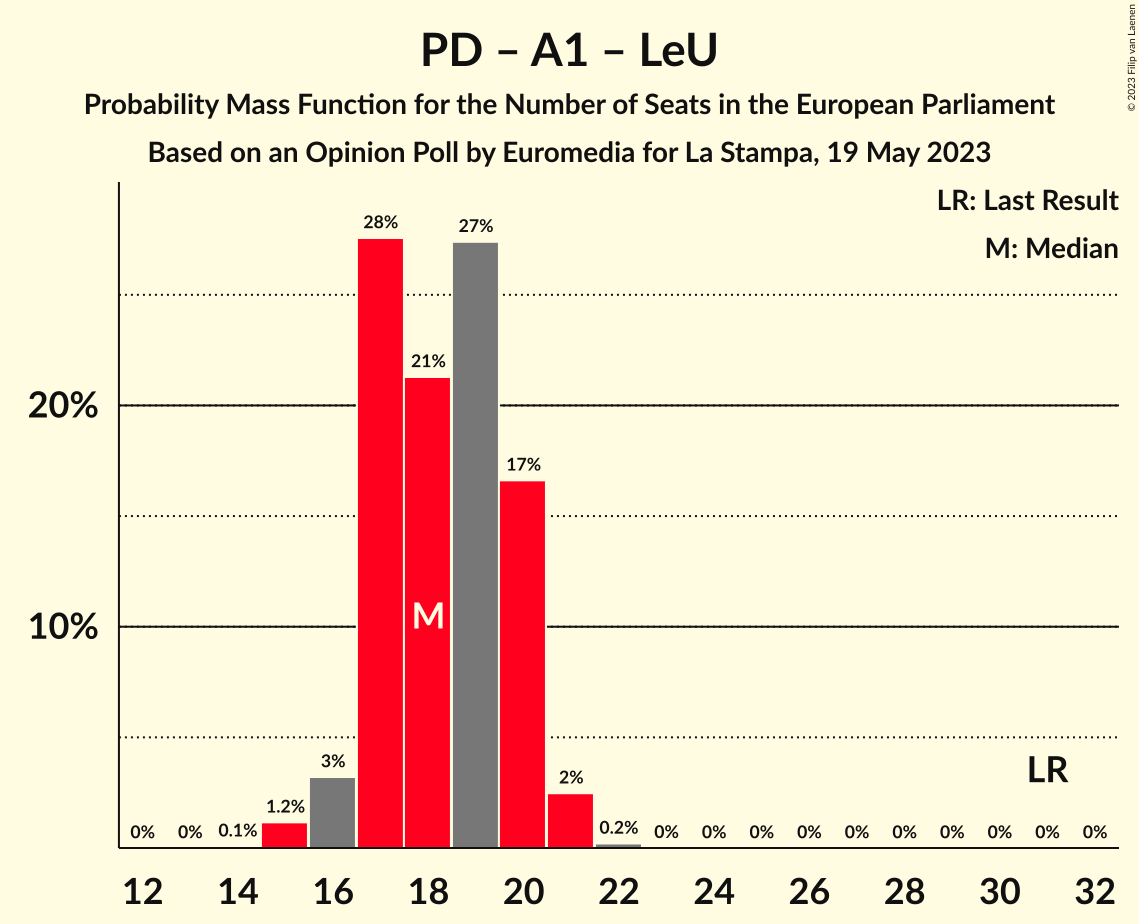 PD – A1 – LeU
Probability Mass Function for the Number of Seats in the European Parliament
Based on an Opinion Poll by Euromedia for La Stampa, 19 May 2023
© 2023 Filip van Laenen
LR: Last Result
M: Median
28%
27%
21%
20%
17%
M
10%
3%
2%
LR
1.2%
0% 0% 0.1% 0.2% 0% 0% 0% 0% 0% 0% 0% 0% 0% 0%
12 14 16 18 20 22 24 26 28 30 32